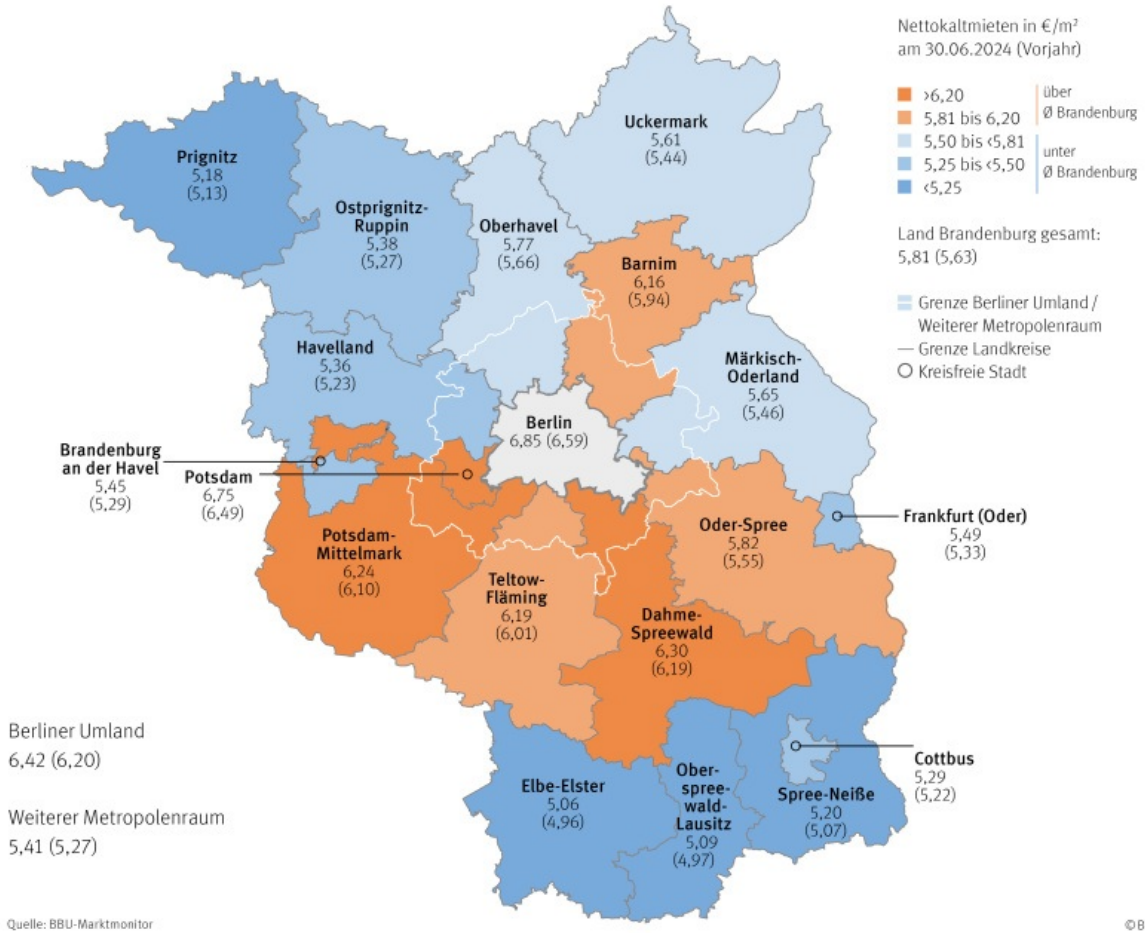 Nettokaltmieten in €/m²
am 30.06.2024 (Vorjahr)
>6,20
5,81 bis 6,20
über
Ø Brandenburg
5,50 bis <5,81
5,25 bis <5,50
<5,25
unter
Ø Brandenburg
Land Brandenburg gesamt:
5,81 (5,63)
Grenze Berliner Umland /
Weiterer Metropolenraum
Grenze Landkreise
Kreisfreie Stadt
Uckermark
5,61
(5,44)
Prignitz
5,18
(5,13)
Ostprignitz-
Ruppin
5,38
(5,27)
Oberhavel
5,77
(5,66)
Barnim
6,16
(5,94)
Havelland
5,36
(5,23)
Märkisch-
Oderland
5,65
(5,46)
Berlin
6,85 (6,59)
Brandenburg
an der Havel
5,45
(5,29)
Potsdam
6,75
(6,49)
Frankfurt (Oder)
5,49
(5,33)
Oder-Spree
5,82
(5,55)
Potsdam-
Mittelmark
6,24
(6,10)
Teltow-
Fläming
6,19
(6,01)
Dahme-
Spreewald
6,30
(6,19)
Berliner Umland
6,42 (6,20)
Weiterer Metropolenraum
5,41 (5,27)
Elbe-Elster
5,06
(4,96)
Ober-
spree-
wald-
Lausitz
5,09
(4,97)
Spree-Neiße
5,20
(5,07)
Cottbus
5,29
(5,22)
Quelle: BBU-Marktmonitor
©B